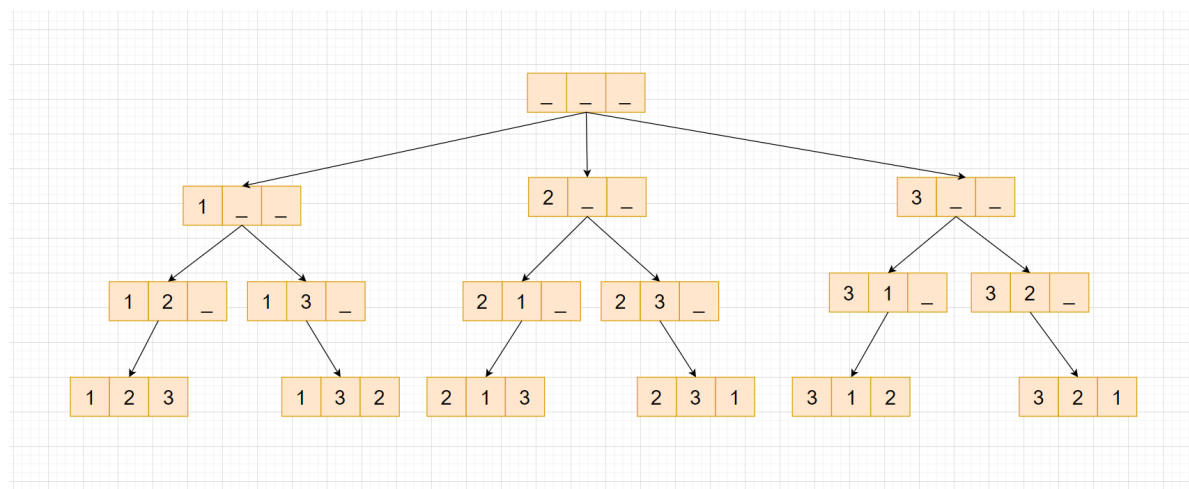 _ _ _
1 _ _ 2 _ _ 3 _ _
1 2 _ 1 3 _ 2 1 _ 2 3 _ 3 1 _ 3 2 _
1 2 3 1 3 2 2 1 3 2 3 1 3 1 2 3 2 1